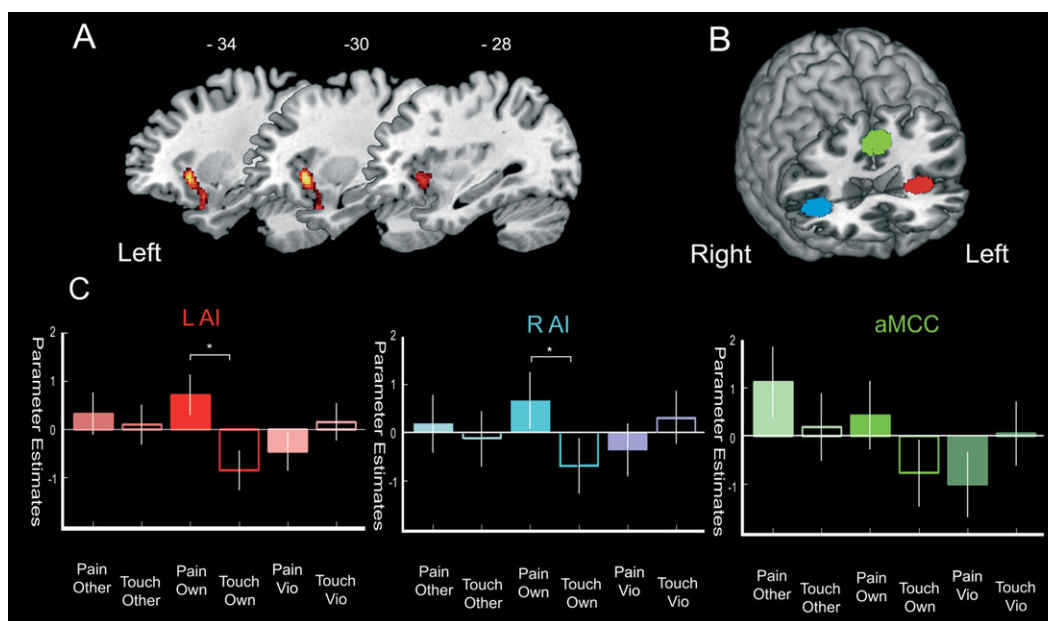 A
- 34
-30
- 28
Left
B
Right
Left
C
L AI
Parameter Estimates
2
1
0
-1
*
Pain
Other
Touch
Other
Pain
Own
Touch
Own
Pain
Vio
Touch
Vio
R AI
Parameter Estimates
2
1
0
-1
*
Pain
Other
Touch
Other
Pain
Own
Touch
Own
Pain
Vio
Touch
Vio
aMCC
Parameter Estimates
2
1
0
-1
Pain
Other
Touch
Other
Pain
Own
Touch
Own
Pain
Vio
Touch
Vio